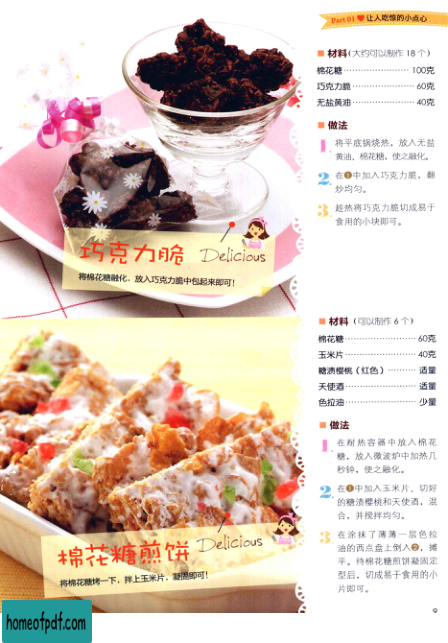 Part 01 ♥ 让人吃惊的小点心
■ 材料(大约可以制作 18 个)
棉花糖························100克
巧克力脆························60克
无盐黄油························40克
■ 做法
1. 将平底锅烧热，放入无盐
黄油、棉花糖，使之融化。
2. 在①中加入巧克力脆，翻
炒均匀。
3. 趁热将巧克力脆切成易于
食用的小块即可。
巧克力脆 Delicious
将棉花糖融化，放入巧克力脆中包起来即可！
■ 材料 (可以制作 6 个)
棉花糖························60克
玉米片························40克
糖渍樱桃（红色）··········适量
天使酒························适量
色拉油························少量
■ 做法
1. 在耐热容器中放入棉花
糖，放入微波炉中加热几
秒钟，使之融化。
2. 在①中加入玉米片、切好
的糖渍樱桃和天使酒，混
合，并搅拌均匀。
3. 在涂抹了薄薄一层色拉
油的西点盘上倒入②，摊
平。待棉花糖煎饼凝固定
型后，切成易于食用的小
片即可。
棉花糖煎饼 Delicious
将棉花糖烤一下，拌上玉米片，凝固即可！
homeofpdf.com